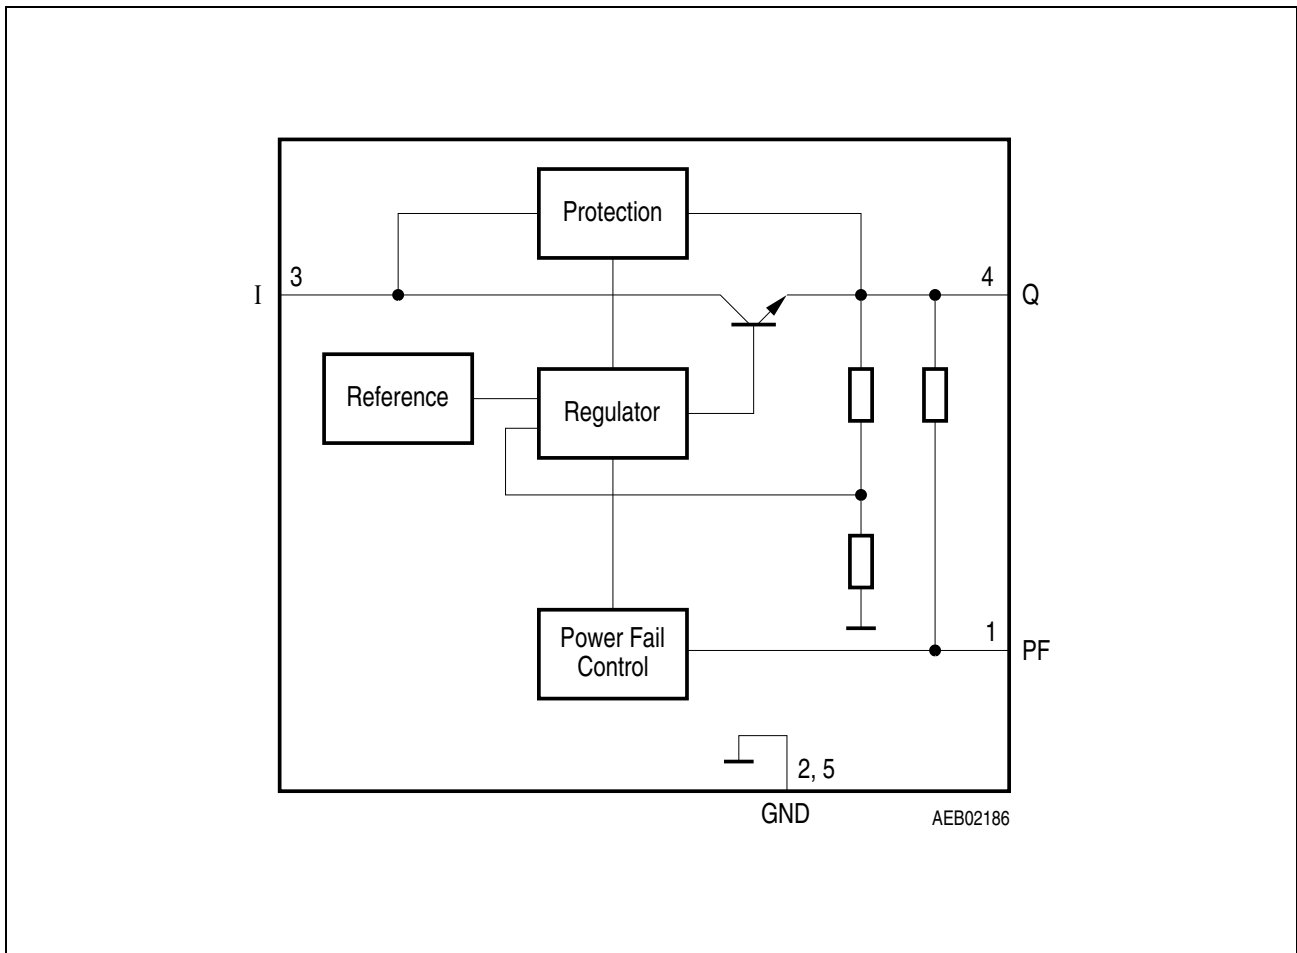 Protection
3
I
4
Q
Reference
Regulator
Power Fail
Control
1
PF
2, 5
GND
AEB02186